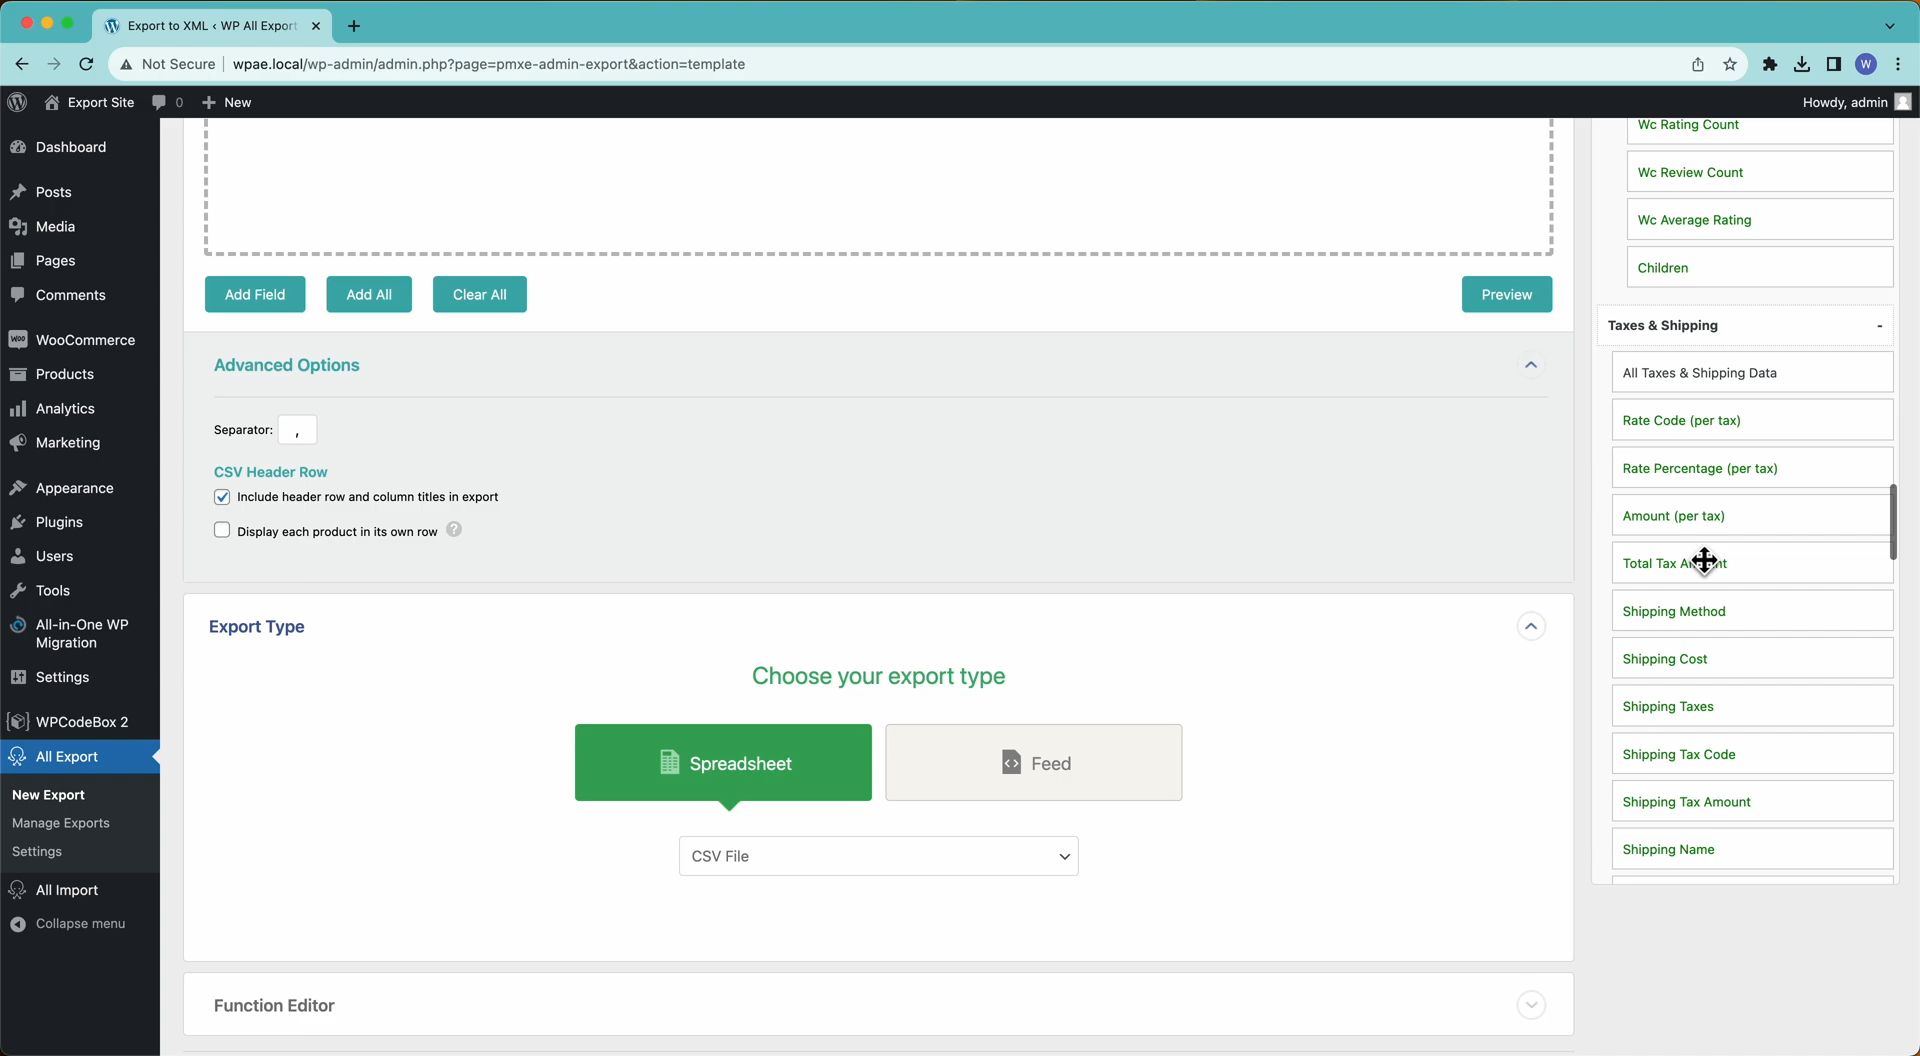 Export to XML ‹ WP All Export
Not Secure
wpae.local/wp-admin/admin.php?page=pmxe-admin-export&action=template
W
Export Site
0
New
Howdy, admin
Dashboard
Posts
Media
Pages
Comments
WooCommerce
Products
Analytics
Marketing
Appearance
Plugins
Users
Tools
All-in-One WP
Migration
Settings
WPCodeBox 2
All Export
New Export
Manage Exports
Settings
All Import
Collapse menu
Add Field
Add All
Clear All
Preview
Advanced Options
Separator: ,
CSV Header Row
Include header row and column titles in export
Display each product in its own row ?
Export Type
Choose your export type
Spreadsheet
Feed
CSV File
Function Editor
Wc Rating Count
Wc Review Count
Wc Average Rating
Children
Taxes & Shipping -
All Taxes & Shipping Data
Rate Code (per tax)
Rate Percentage (per tax)
Amount (per tax)
Total Tax Amount
Shipping Method
Shipping Cost
Shipping Taxes
Shipping Tax Code
Shipping Tax Amount
Shipping Name